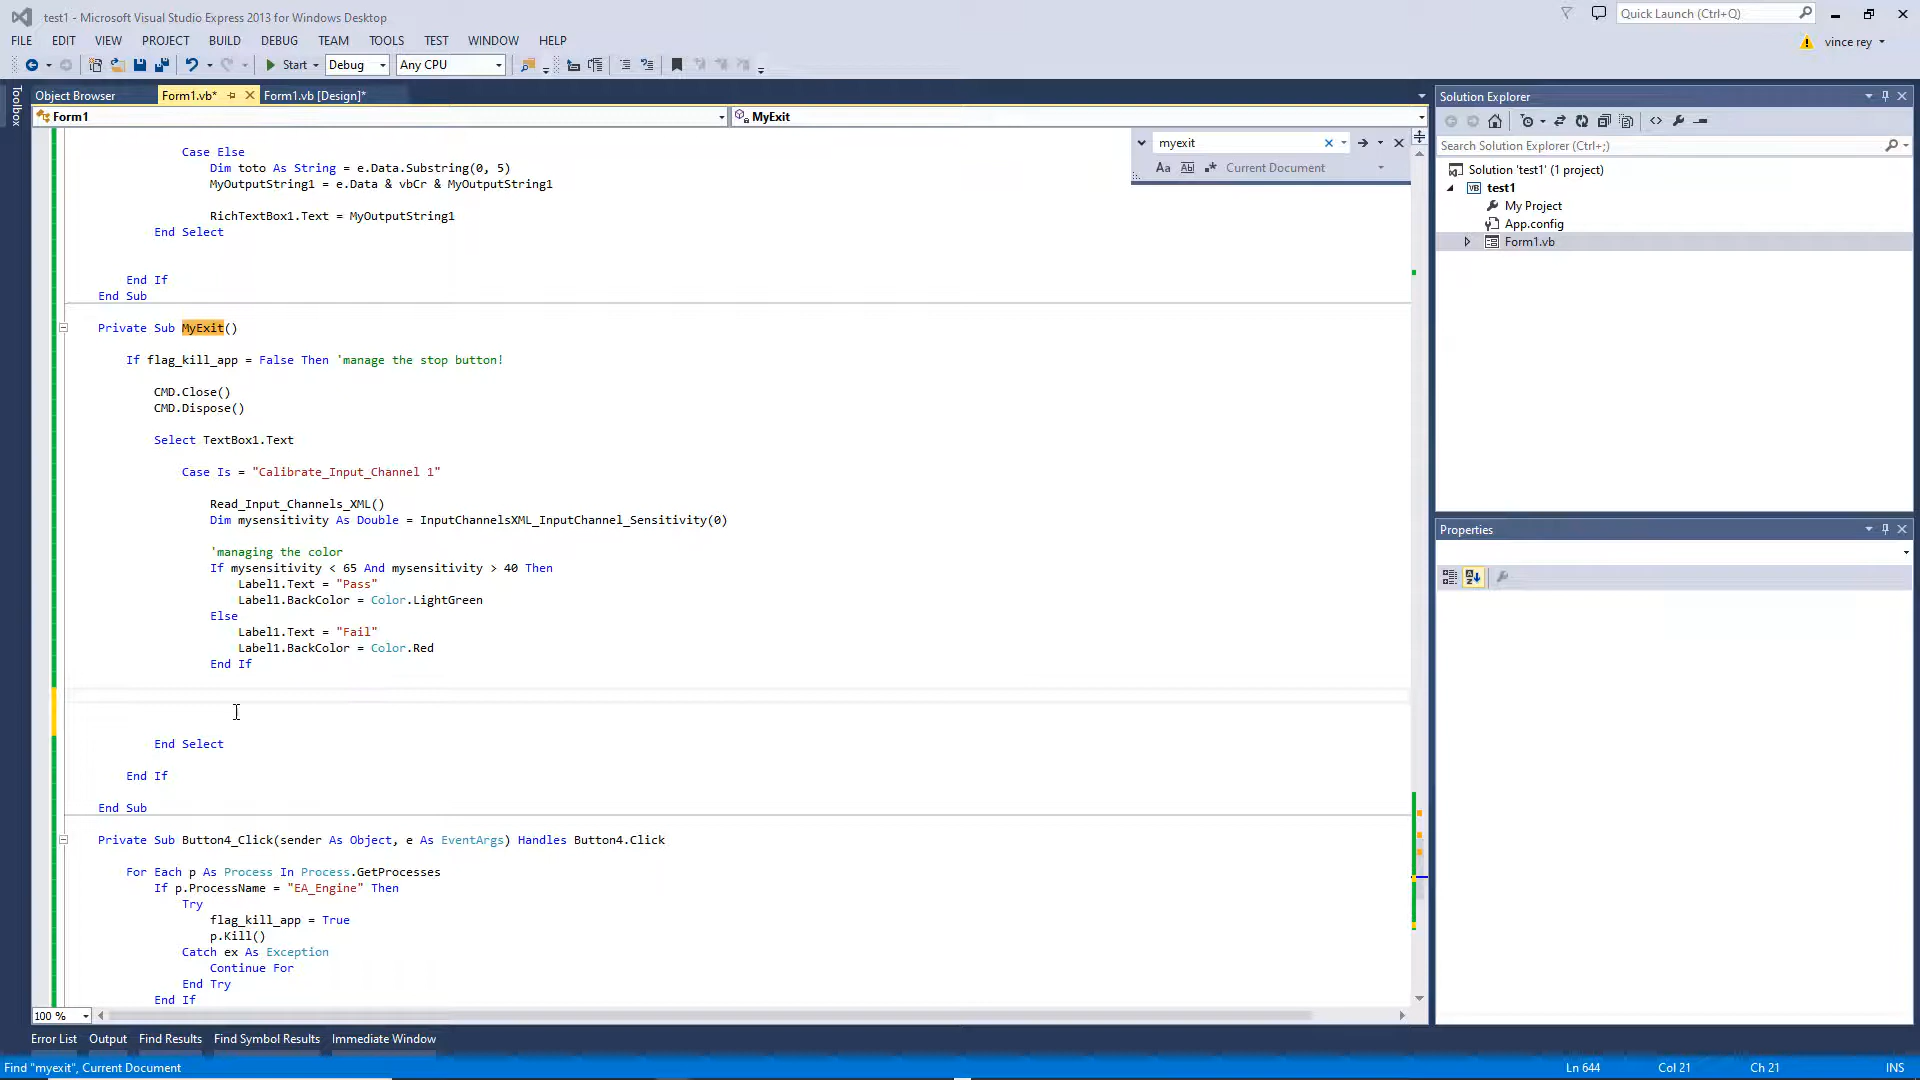 test1 - Microsoft Visual Studio Express 2013 for Windows Desktop
Quick Launch (Ctrl+Q)
FILE EDIT VIEW PROJECT BUILD DEBUG TEAM TOOLS TEST WINDOW HELP
vince rey
Start Debug Any CPU
Toolbox
Object Browser Form1.vb* Form1.vb [Design]*
Form1 MyExit
myexit
Aa Ab Current Document
Case Else
Dim toto As String = e.Data.Substring(0, 5)
MyOutputString1 = e.Data & vbCr & MyOutputString1
RichTextBox1.Text = MyOutputString1
End Select
End If
End Sub
Private Sub MyExit()
If flag_kill_app = False Then 'manage the stop button!
CMD.Close()
CMD.Dispose()
Select TextBox1.Text
Case Is = "Calibrate_Input_Channel 1"
Read_Input_Channels_XML()
Dim mysensitivity As Double = InputChannelsXML_InputChannel_Sensitivity(0)
'managing the color
If mysensitivity < 65 And mysensitivity > 40 Then
Label1.Text = "Pass"
Label1.BackColor = Color.LightGreen
Else
Label1.Text = "Fail"
Label1.BackColor = Color.Red
End If
End Select
End If
End Sub
Private Sub Button4_Click(sender As Object, e As EventArgs) Handles Button4.Click
For Each p As Process In Process.GetProcesses
If p.ProcessName = "EA_Engine" Then
Try
flag_kill_app = True
p.Kill()
Catch ex As Exception
Continue For
End Try
End If
100 %
Solution Explorer
Search Solution Explorer (Ctrl+;)
Solution 'test1' (1 project)
VB test1
My Project
App.config
Form1.vb
Properties
Error List Output Find Results Find Symbol Results Immediate Window
Find "myexit", Current Document Ln 644 Col 21 Ch 21 INS